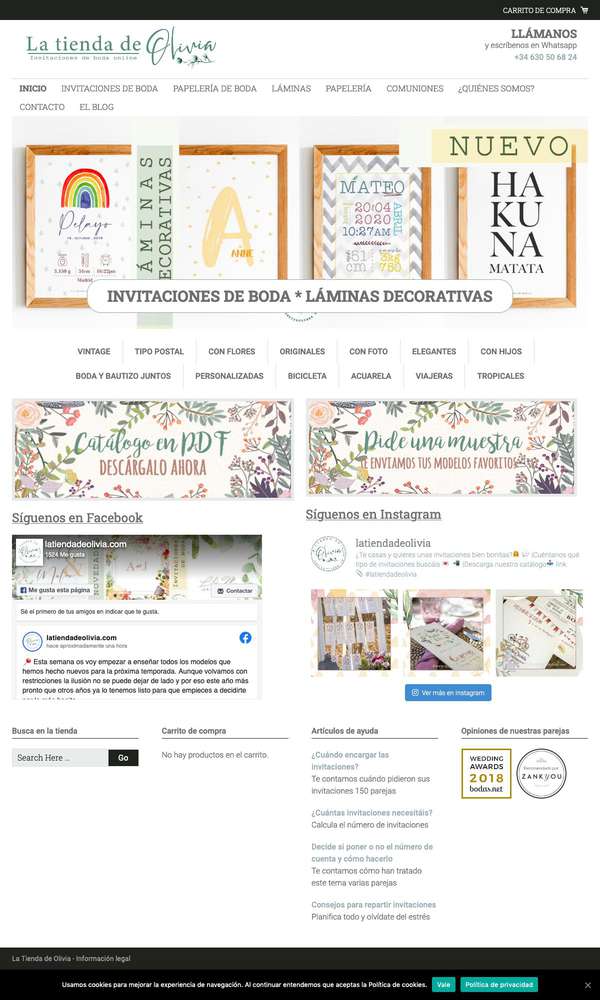 CARRITO DE COMPRA
La tienda de Olivia
Invitaciones de boda online
LLÁMANOS
y escríbenos en Whatsapp
+34 630 50 68 24
INICIO INVITACIONES DE BODA PAPELERÍA DE BODA LÁMINAS PAPELERÍA COMUNIONES ¿QUIÉNES SOMOS?
CONTACTO EL BLOG
NUEVO
LÁMINAS
DECORATIVAS
Pelayo
3,150 g 51cm 16:22pm
Madrid
A
ANNE
MATEO
20·04
2020
10:27AM
ABRIL
51
cm
3kg
750
HA
KU
NA
MATATA
INVITACIONES DE BODA * LÁMINAS DECORATIVAS
VINTAGE TIPO POSTAL CON FLORES ORIGINALES CON FOTO ELEGANTES CON HIJOS
BODA Y BAUTIZO JUNTOS PERSONALIZADAS BICICLETA ACUARELA VIAJERAS TROPICALES
Catálogo en PDF
DESCÁRGALO AHORA
Pide una muestra
TE ENVIAMOS TUS MODELOS FAVORITOS
Síguenos en Facebook
latiendadeolivia.com
1524 Me gusta
Me gusta esta página
Contactar
Sé el primero de tus amigos en indicar que te gusta.
latiendadeolivia.com
hace aproximadamente una hora
Esta semana os voy empezar a enseñar todos los modelos que
hemos hecho nuevos para la próxima temporada. Aunque volvamos con
restricciones la ilusión no se puede dejar de lado y por eso este año más
pronto que otros años ya lo tenemos listo para que empieces a decidirte
Síguenos en Instagram
latiendadeolivia
¿Te casas y quieres unas invitaciones bien bonitas? ¡Cuéntanos qué
tipo de invitaciones buscáis ¡Descarga nuestro catálogo link
#latiendadeolivia
Ver más en Instagram
Busca en la tienda
Search Here ...
Go
Carrito de compra
No hay productos en el carrito.
Artículos de ayuda
¿Cuándo encargar las
invitaciones?
Te contamos cuándo pidieron sus
invitaciones 150 parejas
¿Cuántas invitaciones necesitáis?
Calcula el número de invitaciones
Decide si poner o no el número de
cuenta y cómo hacerlo
Te contamos cómo han tratado
este tema varias parejas
Consejos para repartir invitaciones
Planifica todo y olvídate del estrés
Opiniones de nuestras parejas
WEDDING
AWARDS
2018
bodas.net
Recomendado por
ZANKYOU
La Tienda de Olivia - Información legal
Usamos cookies para mejorar la experiencia de navegación. Al continuar entendemos que aceptas la Política de cookies.
Vale
Política de privacidad